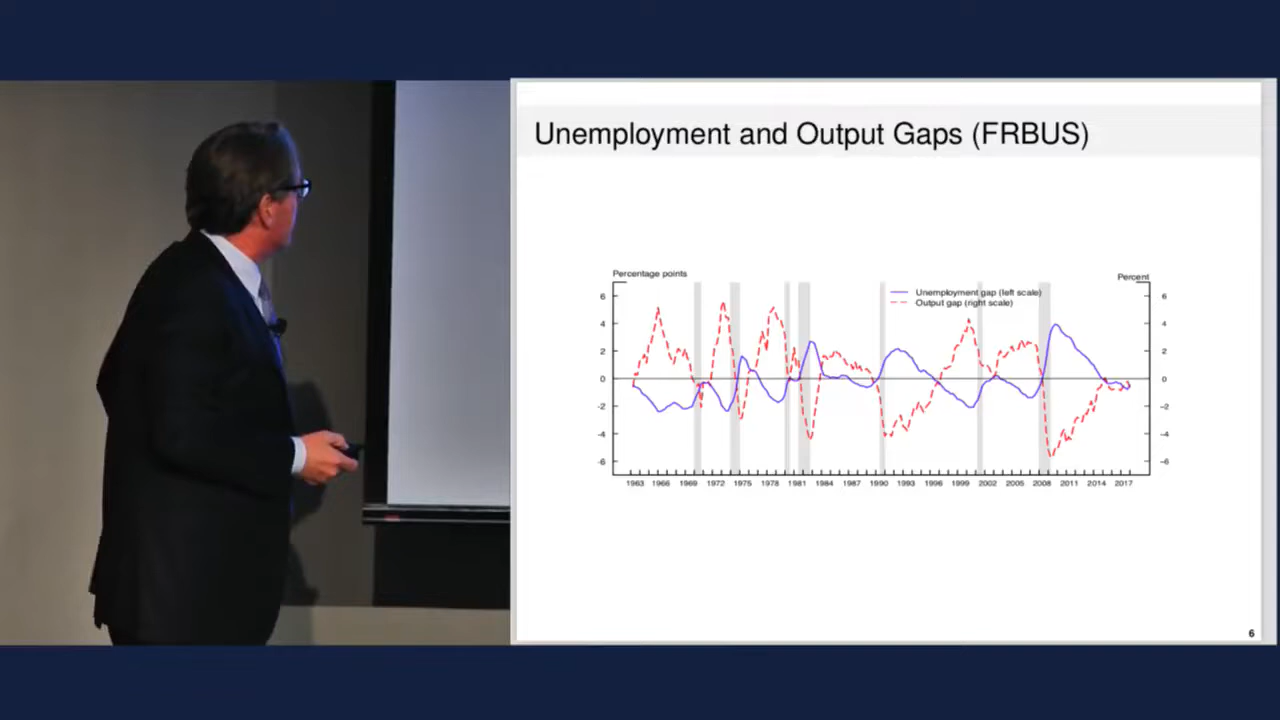 Unemployment and Output Gaps (FRBUS)
Percentage points
Percent
Unemployment gap (left scale)
Output gap (right scale)
6 6
4 4
2 2
0 0
−2 −2
−4 −4
−6 −6
1963 1966 1969 1972 1975 1978 1981 1984 1987 1990 1993 1996 1999 2002 2005 2008 2011 2014 2017
6